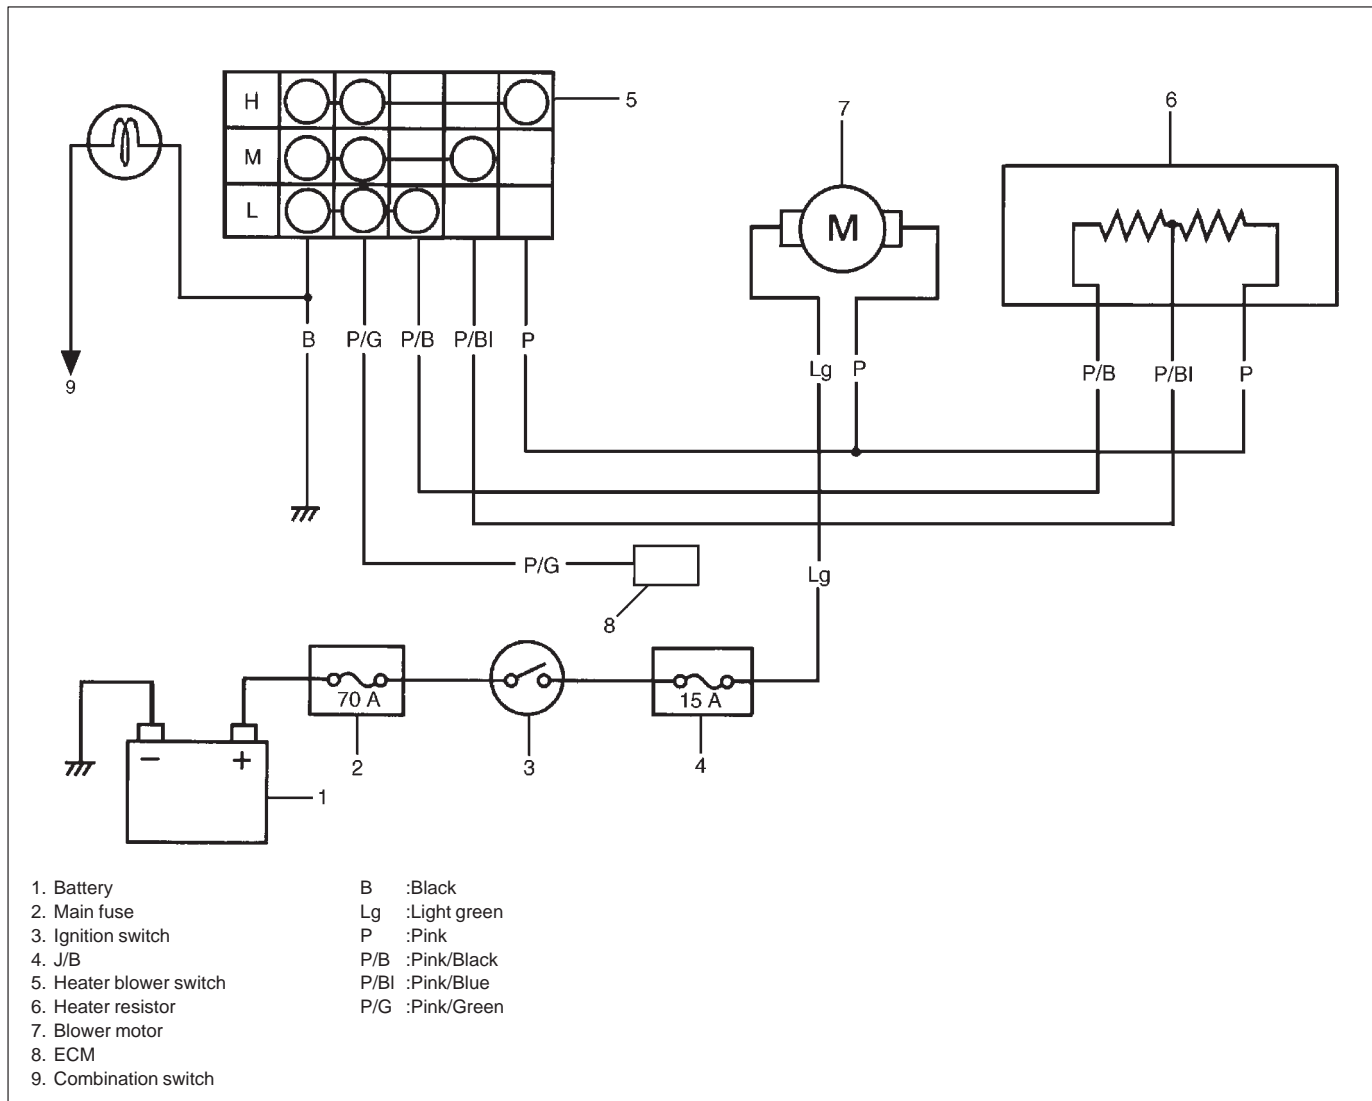 H
5
7
6
M
L
M
B P/G P/B P/Bl P
Lg P
P/B P/Bl P
9
P/G
Lg
8
70 A
15 A
2
3
4
− +
1
1. Battery
2. Main fuse
3. Ignition switch
4. J/B
5. Heater blower switch
6. Heater resistor
7. Blower motor
8. ECM
9. Combination switch
B :Black
Lg :Light green
P :Pink
P/B :Pink/Black
P/Bl :Pink/Blue
P/G :Pink/Green